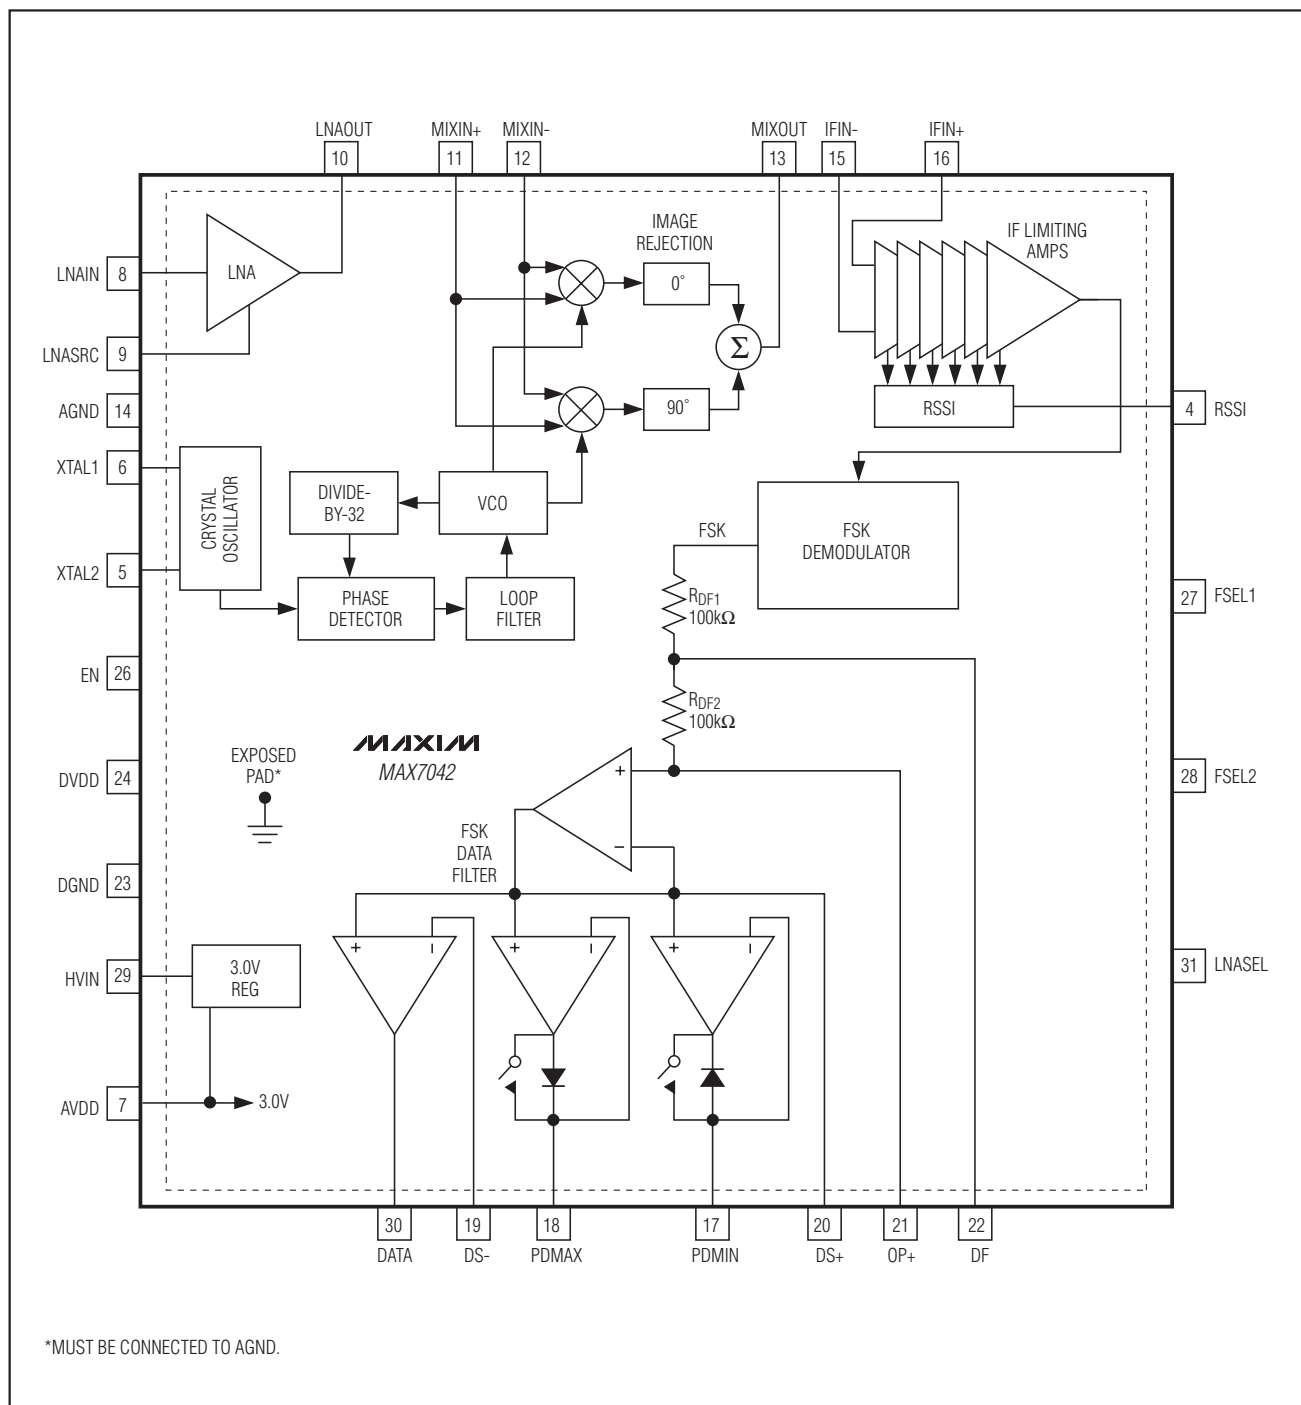 LNAOUT MIXIN+ MIXIN- MIXOUT IFIN- IFIN+
10 11 12 13 15 16
IMAGE
REJECTION
IF LIMITING
AMPS
LNAIN 8 LNA
0°
LNASRC 9
Σ
AGND 14
90°
RSSI
4 RSSI
XTAL1 6
CRYSTAL
OSCILLATOR
DIVIDE-
BY-32
VCO
FSK
FSK
DEMODULATOR
XTAL2 5
PHASE
DETECTOR
LOOP
FILTER
RDF1
100kΩ
27 FSEL1
EN 26
RDF2
100kΩ
MAXIM
MAX7042
EXPOSED
PAD*
DVDD 24
28 FSEL2
+
−
FSK
DATA
FILTER
DGND 23
+ − + − + −
HVIN 29
3.0V
REG
31 LNASEL
AVDD 7
3.0V
30 19 18 17 20 21 22
DATA DS- PDMAX PDMIN DS+ OP+ DF
*MUST BE CONNECTED TO AGND.